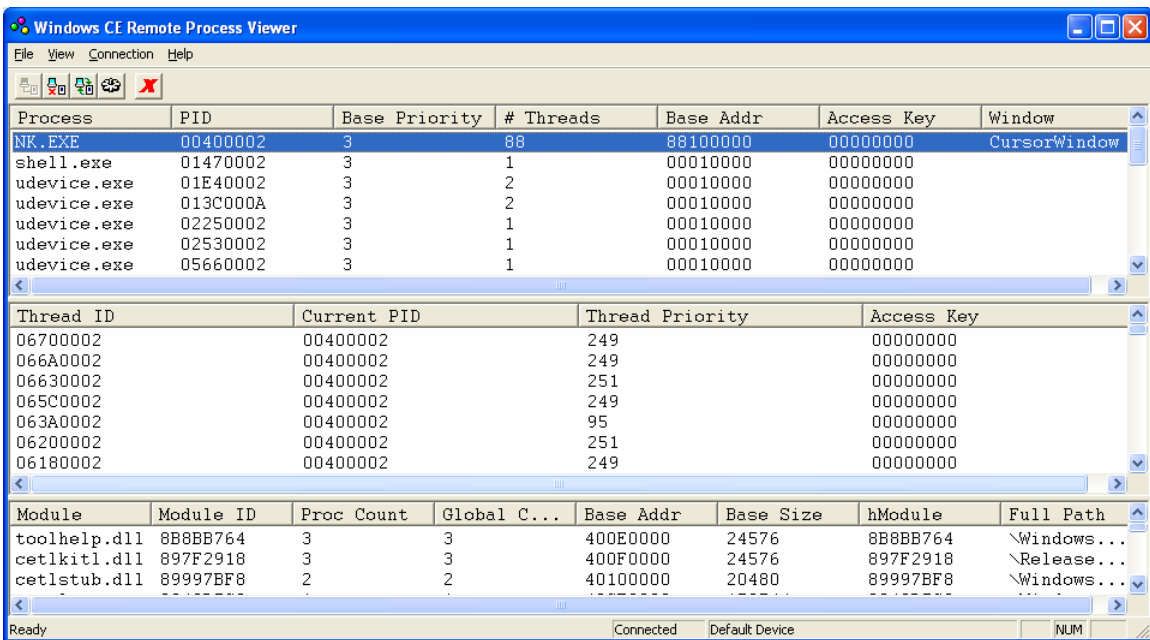 Windows CE Remote Process Viewer
File View Connection Help
Process PID Base Priority # Threads Base Addr Access Key Window
NK.EXE 00400002 3 88 88100000 00000000 CursorWindow
shell.exe 01470002 3 1 00010000 00000000
udevice.exe 01E40002 3 2 00010000 00000000
udevice.exe 013C000A 3 2 00010000 00000000
udevice.exe 02250002 3 1 00010000 00000000
udevice.exe 02530002 3 1 00010000 00000000
udevice.exe 05660002 3 1 00010000 00000000
Thread ID Current PID Thread Priority Access Key
06700002 00400002 249 00000000
066A0002 00400002 249 00000000
06630002 00400002 251 00000000
065C0002 00400002 249 00000000
063A0002 00400002 95 00000000
06200002 00400002 251 00000000
06180002 00400002 249 00000000
Module Module ID Proc Count Global C... Base Addr Base Size hModule Full Path
toolhelp.dll 8B8BB764 3 3 400E0000 24576 8B8BB764 \Windows...
cetlkitl.dll 897F2918 3 3 400F0000 24576 897F2918 \Release...
cetlstub.dll 89997BF8 2 2 40100000 20480 89997BF8 \Windows...
Ready Connected Default Device NUM